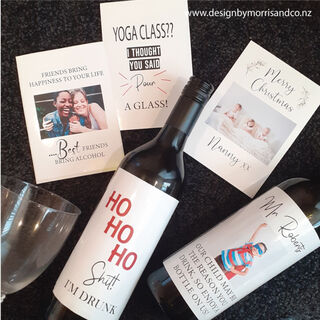 www.designbymorrisandco.nz
FRIENDS BRING
HAPPINESS TO YOUR LIFE
....Best FRIENDS
BRING ALCOHOL
YOGA CLASS??
I THOUGHT
YOU SAID
Pour
A GLASS!
Merry
Christmas
Nanny xx
HO
HO
HO
Shitt
I'M DRUNK
Mr Roberts
OUR CHILD MAY BE
THE REASON YOU
DRINK, SO ENJOY A
BOTTLE ON US